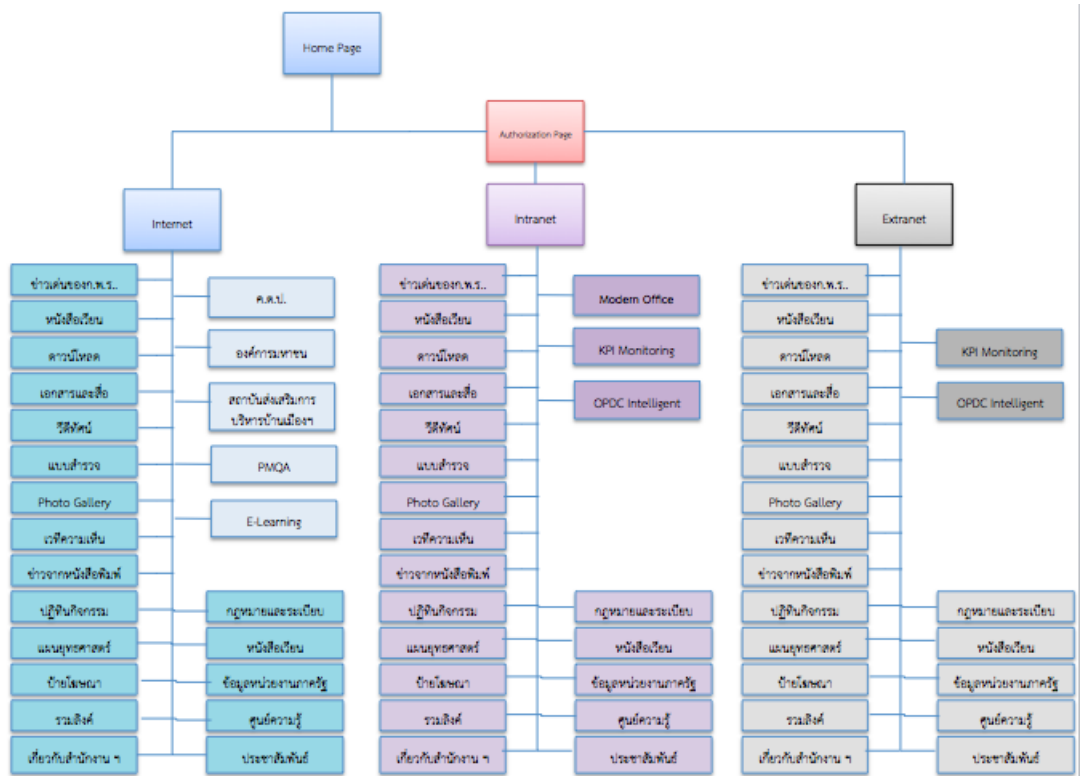 Home Page
Authorization Page
Internet
Intranet
Extranet
ข่าวเด่นของก.พ.ร..
หนังสือเวียน
ดาวน์โหลด
เอกสารและสื่อ
วีดีทัศน์
แบบสำรวจ
Photo Gallery
เวทีความเห็น
ข่าวจากหนังสือพิมพ์
ปฏิทินกิจกรรม
แผนยุทธศาสตร์
ป้ายโฆษณา
รวมลิงค์
เกี่ยวกับสำนักงาน ฯ
ค.ต.ป.
องค์การมหาชน
สถาบันส่งเสริมการ
บริหารบ้านเมืองฯ
PMQA
E-Learning
กฎหมายและระเบียบ
หนังสือเวียน
ข้อมูลหน่วยงานภาครัฐ
ศูนย์ความรู้
ประชาสัมพันธ์
ข่าวเด่นของก.พ.ร..
หนังสือเวียน
ดาวน์โหลด
เอกสารและสื่อ
วีดีทัศน์
แบบสำรวจ
Photo Gallery
เวทีความเห็น
ข่าวจากหนังสือพิมพ์
ปฏิทินกิจกรรม
แผนยุทธศาสตร์
ป้ายโฆษณา
รวมลิงค์
เกี่ยวกับสำนักงาน ฯ
Modern Office
KPI Monitoring
OPDC Intelligent
กฎหมายและระเบียบ
หนังสือเวียน
ข้อมูลหน่วยงานภาครัฐ
ศูนย์ความรู้
ประชาสัมพันธ์
ข่าวเด่นของก.พ.ร..
หนังสือเวียน
ดาวน์โหลด
เอกสารและสื่อ
วีดีทัศน์
แบบสำรวจ
Photo Gallery
เวทีความเห็น
ข่าวจากหนังสือพิมพ์
ปฏิทินกิจกรรม
แผนยุทธศาสตร์
ป้ายโฆษณา
รวมลิงค์
เกี่ยวกับสำนักงาน ฯ
KPI Monitoring
OPDC Intelligent
กฎหมายและระเบียบ
หนังสือเวียน
ข้อมูลหน่วยงานภาครัฐ
ศูนย์ความรู้
ประชาสัมพันธ์